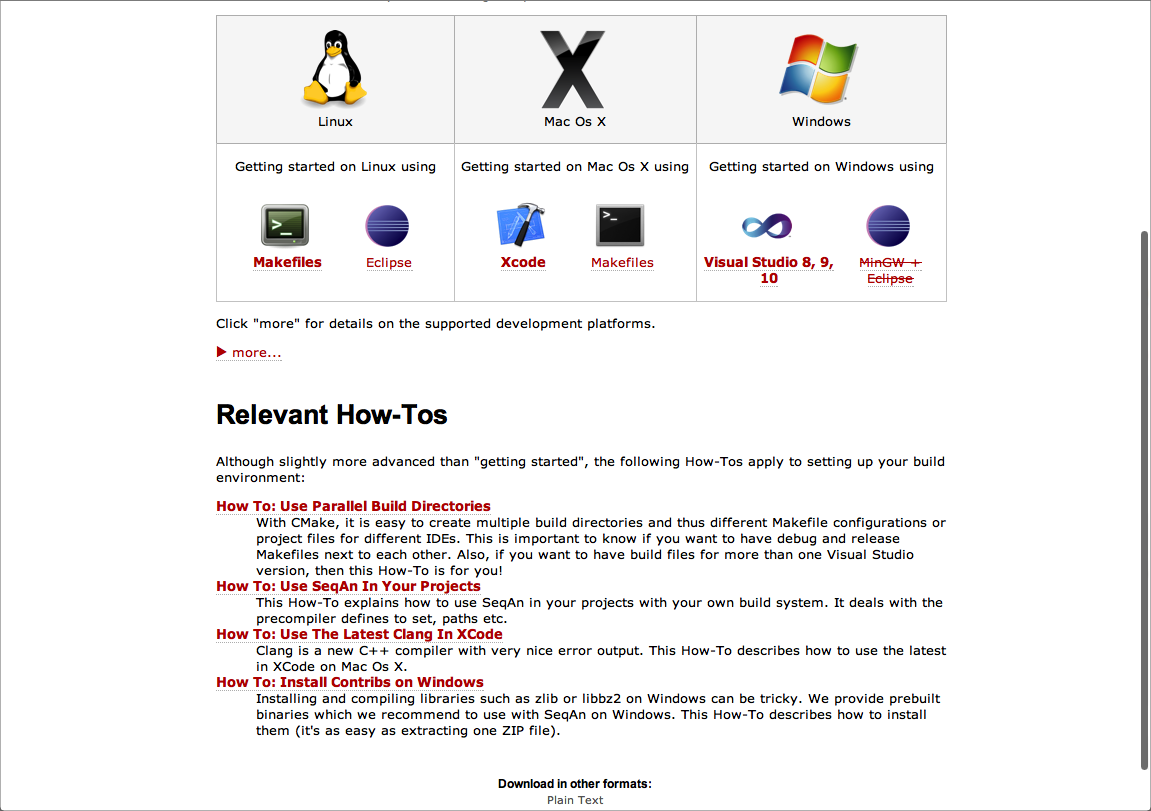 Linux
Mac Os X
Windows
Getting started on Linux using
Getting started on Mac Os X using
Getting started on Windows using
Makefiles
Eclipse
Xcode
Makefiles
Visual Studio 8, 9,
10
MinGW +
Eclipse
Click "more" for details on the supported development platforms.
more...
Relevant How-Tos
Although slightly more advanced than "getting started", the following How-Tos apply to setting up your build
environment:
How To: Use Parallel Build Directories
With CMake, it is easy to create multiple build directories and thus different Makefile configurations or
project files for different IDEs. This is important to know if you want to have debug and release
Makefiles next to each other. Also, if you want to have build files for more than one Visual Studio
version, then this How-To is for you!
How To: Use SeqAn In Your Projects
This How-To explains how to use SeqAn in your projects with your own build system. It deals with the
precompiler defines to set, paths etc.
How To: Use The Latest Clang In XCode
Clang is a new C++ compiler with very nice error output. This How-To describes how to use the latest
in XCode on Mac Os X.
How To: Install Contribs on Windows
Installing and compiling libraries such as zlib or libbz2 on Windows can be tricky. We provide prebuilt
binaries which we recommend to use with SeqAn on Windows. This How-To describes how to install
them (it's as easy as extracting one ZIP file).
Download in other formats:
Plain Text